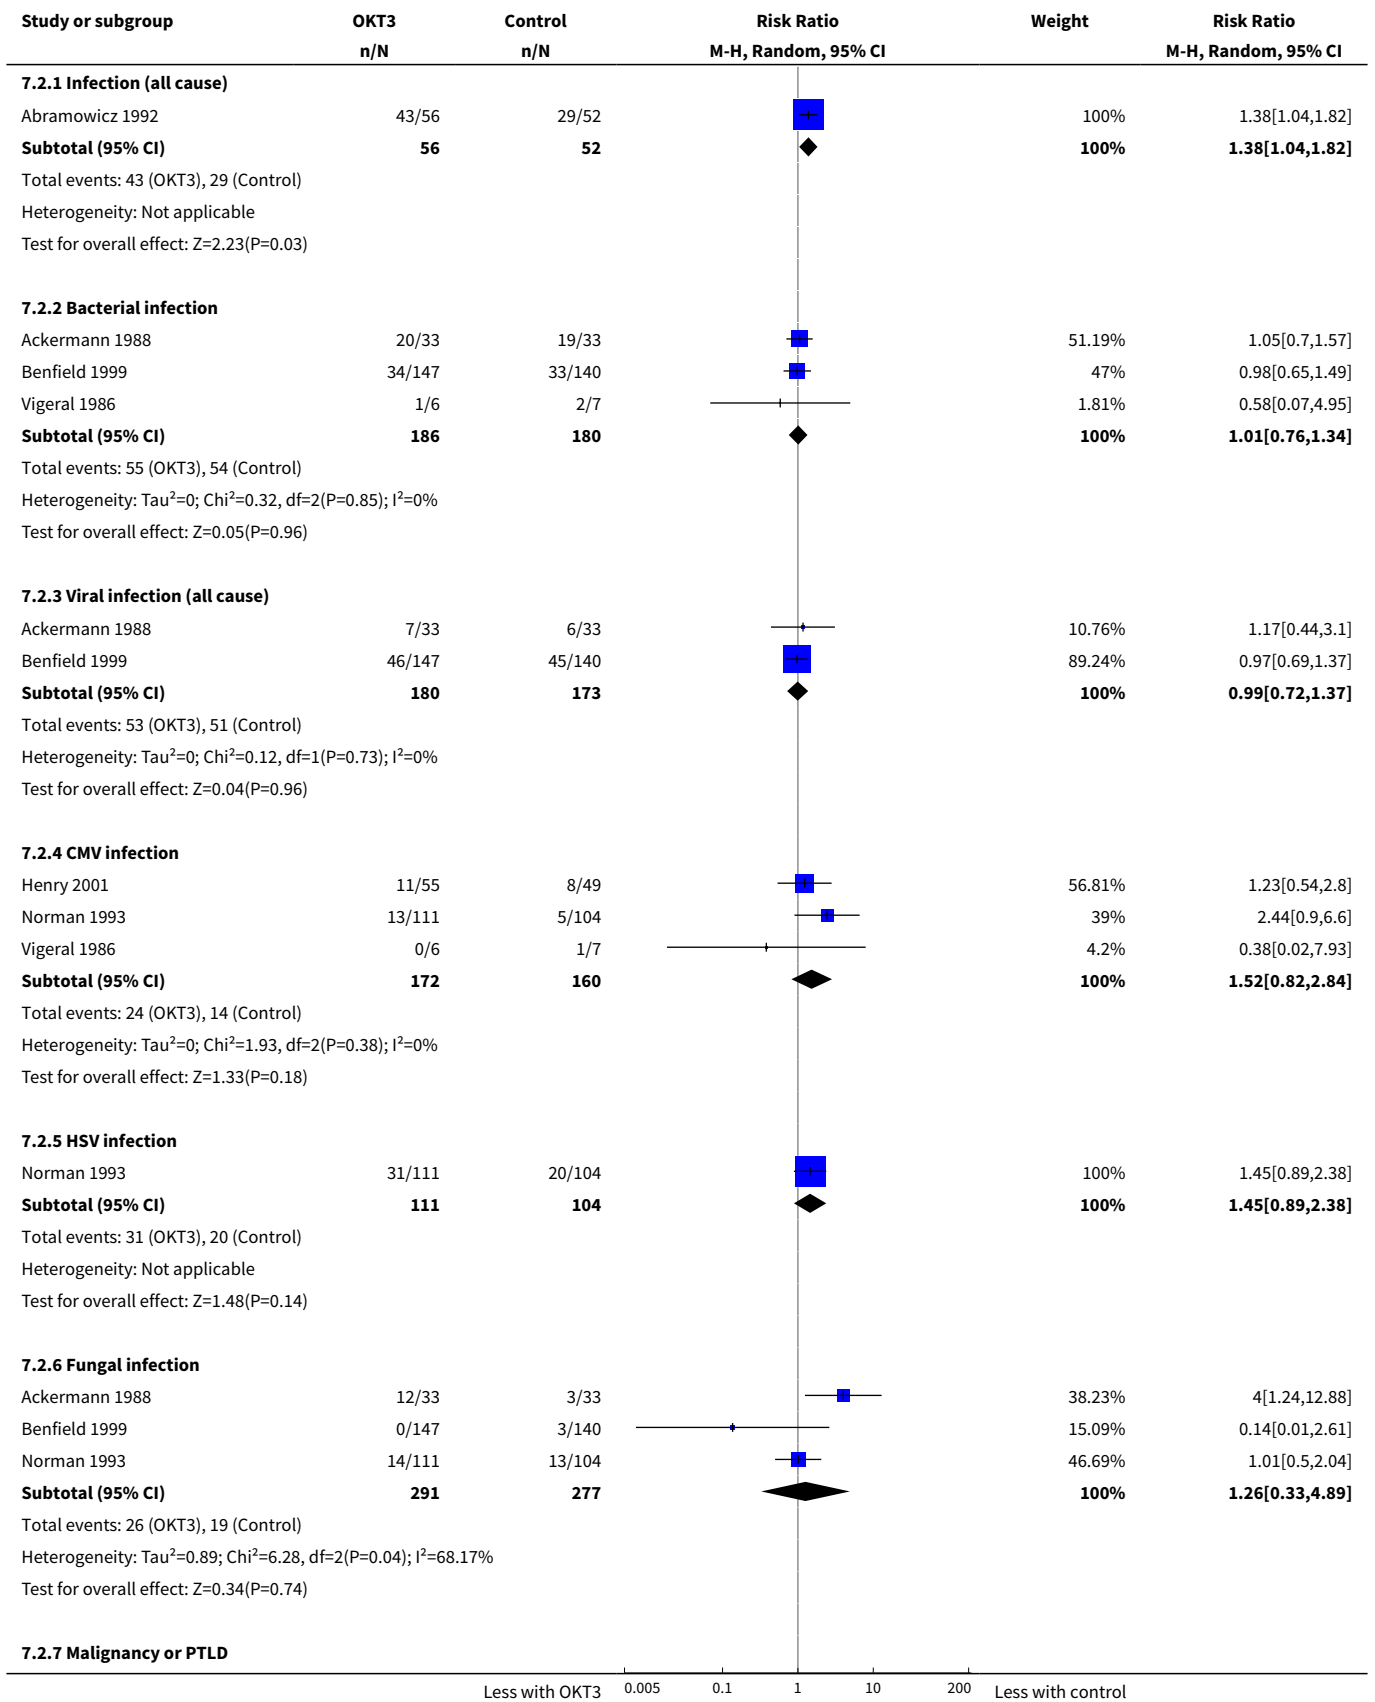 Study or subgroup OKT3 Control Risk Ratio Weight Risk Ratio
n/N n/N M-H, Random, 95% CI M-H, Random, 95% CI
7.2.1 Infection (all cause)
Abramowicz 1992 43/56 29/52 100% 1.38[1.04,1.82]
Subtotal (95% CI) 56 52 100% 1.38[1.04,1.82]
Total events: 43 (OKT3), 29 (Control)
Heterogeneity: Not applicable
Test for overall effect: Z=2.23(P=0.03)
7.2.2 Bacterial infection
Ackermann 1988 20/33 19/33 51.19% 1.05[0.7,1.57]
Benfield 1999 34/147 33/140 47% 0.98[0.65,1.49]
Vigeral 1986 1/6 2/7 1.81% 0.58[0.07,4.95]
Subtotal (95% CI) 186 180 100% 1.01[0.76,1.34]
Total events: 55 (OKT3), 54 (Control)
Heterogeneity: Tau²=0; Chi²=0.32, df=2(P=0.85); I²=0%
Test for overall effect: Z=0.05(P=0.96)
7.2.3 Viral infection (all cause)
Ackermann 1988 7/33 6/33 10.76% 1.17[0.44,3.1]
Benfield 1999 46/147 45/140 89.24% 0.97[0.69,1.37]
Subtotal (95% CI) 180 173 100% 0.99[0.72,1.37]
Total events: 53 (OKT3), 51 (Control)
Heterogeneity: Tau²=0; Chi²=0.12, df=1(P=0.73); I²=0%
Test for overall effect: Z=0.04(P=0.96)
7.2.4 CMV infection
Henry 2001 11/55 8/49 56.81% 1.23[0.54,2.8]
Norman 1993 13/111 5/104 39% 2.44[0.9,6.6]
Vigeral 1986 0/6 1/7 4.2% 0.38[0.02,7.93]
Subtotal (95% CI) 172 160 100% 1.52[0.82,2.84]
Total events: 24 (OKT3), 14 (Control)
Heterogeneity: Tau²=0; Chi²=1.93, df=2(P=0.38); I²=0%
Test for overall effect: Z=1.33(P=0.18)
7.2.5 HSV infection
Norman 1993 31/111 20/104 100% 1.45[0.89,2.38]
Subtotal (95% CI) 111 104 100% 1.45[0.89,2.38]
Total events: 31 (OKT3), 20 (Control)
Heterogeneity: Not applicable
Test for overall effect: Z=1.48(P=0.14)
7.2.6 Fungal infection
Ackermann 1988 12/33 3/33 38.23% 4[1.24,12.88]
Benfield 1999 0/147 3/140 15.09% 0.14[0.01,2.61]
Norman 1993 14/111 13/104 46.69% 1.01[0.5,2.04]
Subtotal (95% CI) 291 277 100% 1.26[0.33,4.89]
Total events: 26 (OKT3), 19 (Control)
Heterogeneity: Tau²=0.89; Chi²=6.28, df=2(P=0.04); I²=68.17%
Test for overall effect: Z=0.34(P=0.74)
7.2.7 Malignancy or PTLD
Less with OKT3 0.005 0.1 1 10 200 Less with control